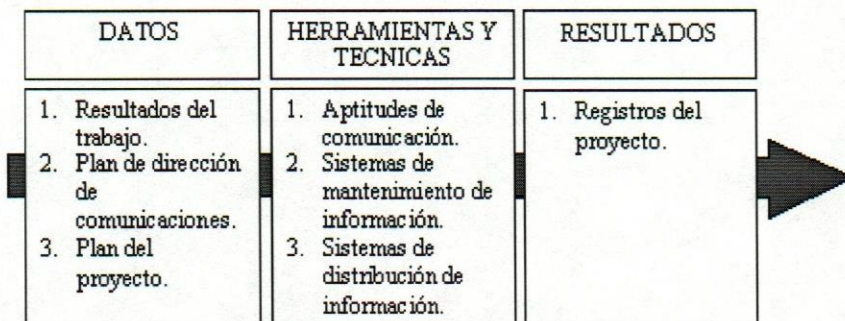 DATOS
HERRAMIENTAS Y
TECNICAS
RESULTADOS
1. Resultados del
trabajo.
2. Plan de dirección
de
comunicaciones.
3. Plan del
proyecto.
1. Aptitudes de
comunicación.
2. Sistemas de
mantenimiento de
información.
3. Sistemas de
distribución de
información.
1. Registros del
proyecto.